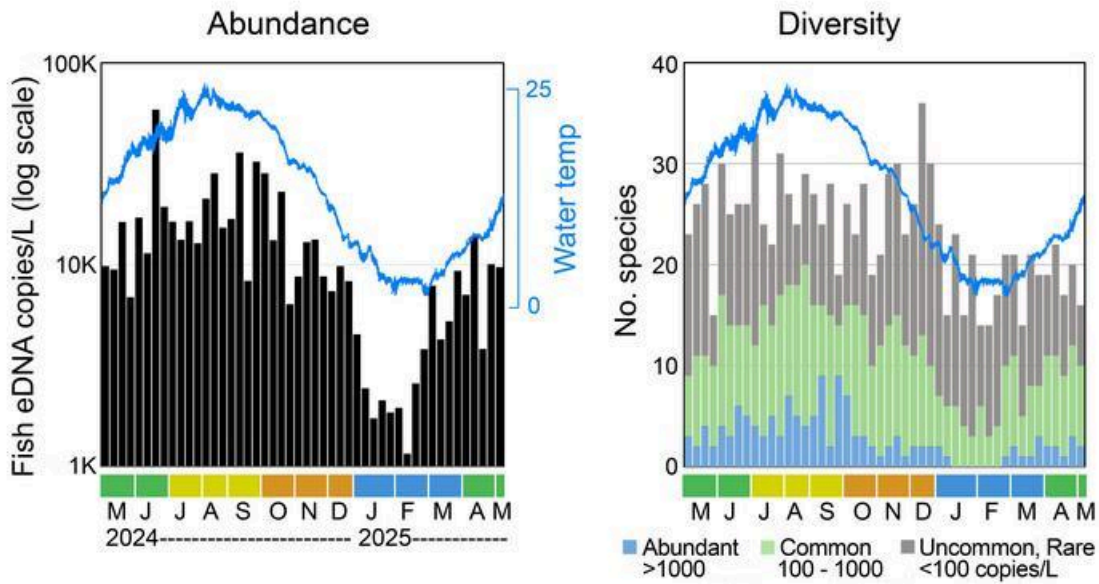 Abundance
Fish eDNA copies/L (log scale)
100K
10K
1K
25
0
Water temp
M J J A S O N D J F M A M
2024 2025
Diversity
No. species
40
30
20
10
0
M J J A S O N D J F M A M
Abundant
>1000
Common
100 - 1000
Uncommon, Rare
<100 copies/L